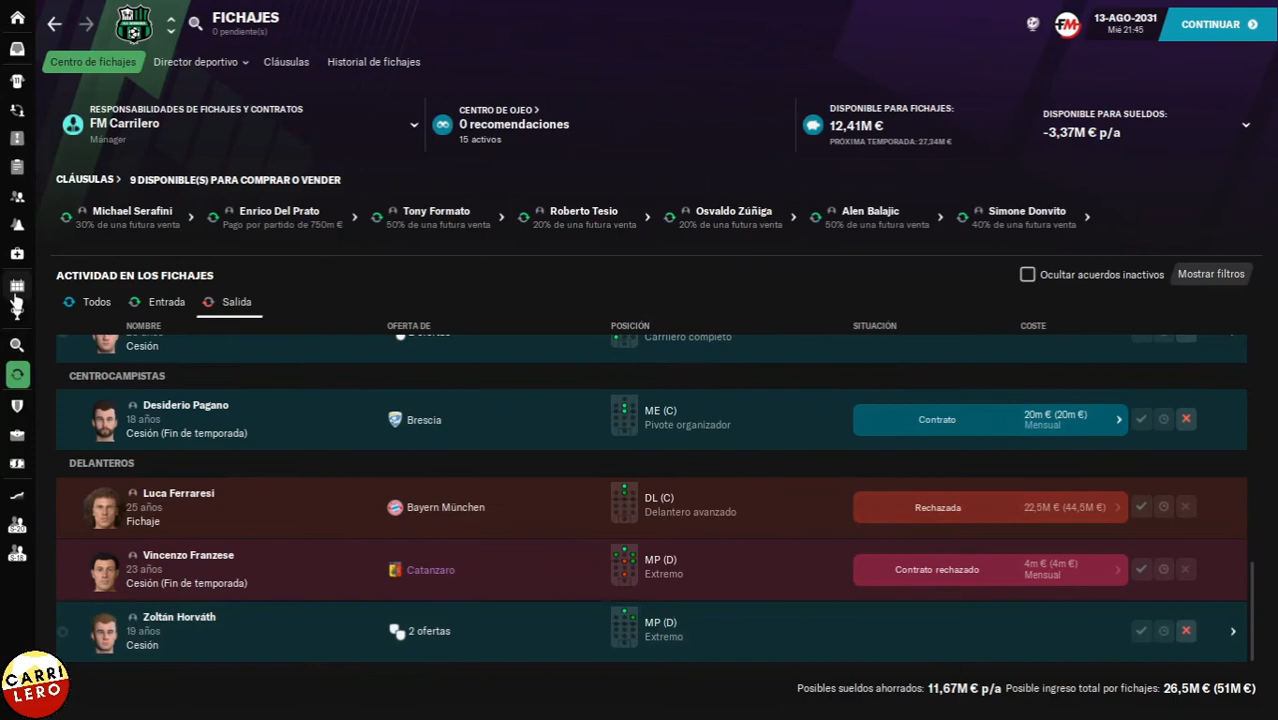 FICHAJES
0 pendiente(s)
FM
13-AGO-2031
Mié 21:45
CONTINUAR
Centro de fichajes
Director deportivo
Cláusulas
Historial de fichajes
RESPONSABILIDADES DE FICHAJES Y CONTRATOS
FM Carrilero
Mánager
CENTRO DE OJEO >
0 recomendaciones
15 activos
DISPONIBLE PARA FICHAJES:
12,41M €
PRÓXIMA TEMPORADA: 27,34M €
DISPONIBLE PARA SUELDOS:
-3,37M € p/a
CLÁUSULAS > 9 DISPONIBLE(S) PARA COMPRAR O VENDER
Michael Serafini
30% de una futura venta
Enrico Del Prato
Pago por partido de 750m €
Tony Formato
50% de una futura venta
Roberto Tesio
20% de una futura venta
Osvaldo Zúñiga
20% de una futura venta
Alen Balajic
50% de una futura venta
Simone Donvito
40% de una futura venta
ACTIVIDAD EN LOS FICHAJES
Ocultar acuerdos inactivos
Mostrar filtros
Todos
Entrada
Salida
NOMBRE OFERTA DE POSICIÓN SITUACIÓN COSTE
Cesión
Carrilero completo
CENTROCAMPISTAS
Desiderio Pagano
18 años
Cesión (Fin de temporada)
Brescia
ME (C)
Pivote organizador
Contrato
20m € (20m €)
Mensual
DELANTEROS
Luca Ferraresi
25 años
Fichaje
Bayern München
DL (C)
Delantero avanzado
Rechazada
22,5M € (44,5M €)
Vincenzo Franzese
23 años
Cesión (Fin de temporada)
Catanzaro
MP (D)
Extremo
Contrato rechazado
4m € (4m €)
Mensual
Zoltán Horváth
19 años
Cesión
2 ofertas
MP (D)
Extremo
Posibles sueldos ahorrados: 11,67M € p/a Posible ingreso total por fichajes: 26,5M € (51M €)
CARRI
LERO